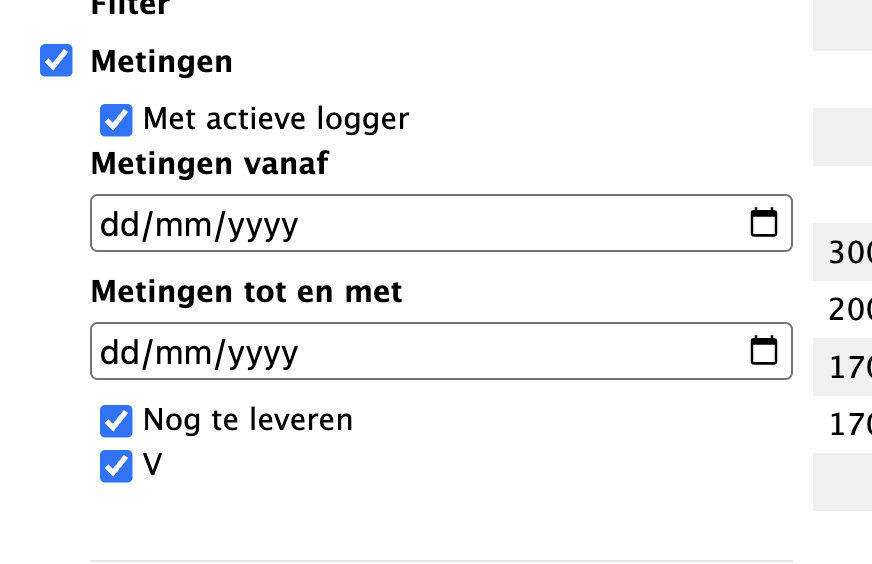 Filter
Metingen
Met actieve logger
Metingen vanaf
dd/mm/yyyy
Metingen tot en met
dd/mm/yyyy
Nog te leveren
V